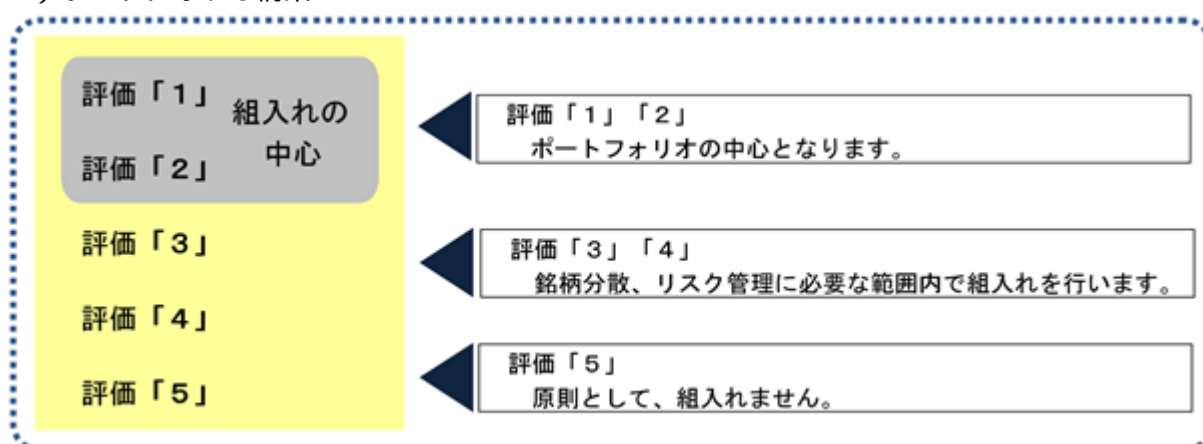 評価「１」
組入れの
中心
評価「２」
評価「３」
評価「４」
評価「５」
評価「１」「２」
ポートフォリオの中心となります。
評価「３」「４」
銘柄分散、リスク管理に必要な範囲内で組入れを行います。
評価「５」
原則として、組入れません。